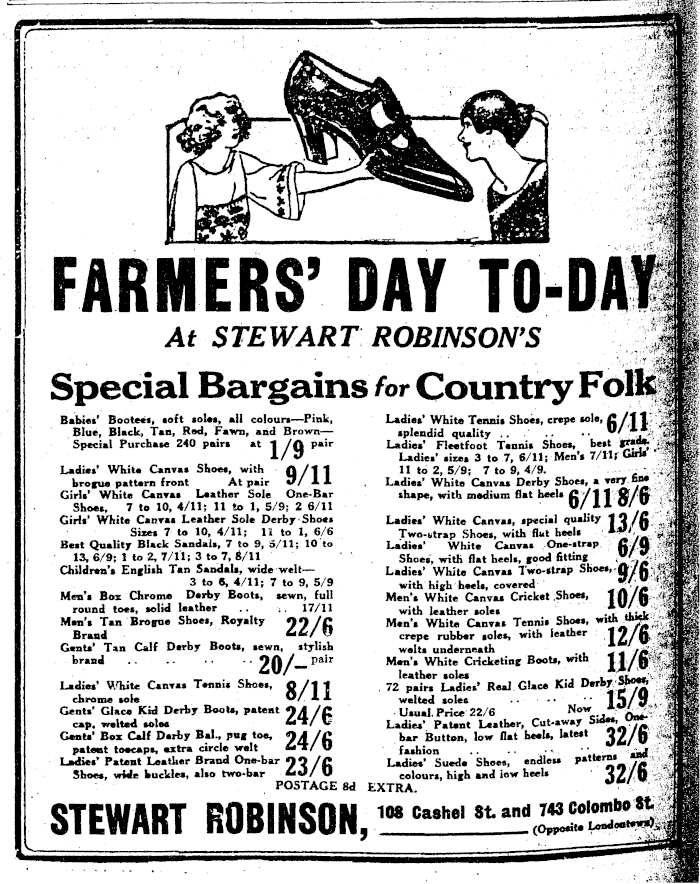 FARMERS' DAY TO-DAY
At STEWART ROBINSON'S
Special Bargains for Country Folk
Babies' Bootees, soft soles, all colours—Pink,
Blue, Black, Tan, Red, Fawn, and Brown—
Special Purchase 240 pairs at 1/9 pair
Ladies' White Canvas Shoes, with
brogue pattern front At pair 9/11
Girls' White Canvas Leather Sole One-Bar
Shoes, 7 to 10, 4/11; 11 to 1, 5/9; 2 6/11
Girls' White Canvas Leather Sole Derby Shoes
Sizes 7 to 10, 4/11; 11 to 1, 6/6
Best Quality Black Sandals, 7 to 9, 5/11; 10 to
13, 6/9; 1 to 2, 7/11; 3 to 7, 8/11
Children's English Tan Sandals, wide welt—
3 to 6, 4/11; 7 to 9, 5/9
Men's Box Chrome Derby Boots, sewn, full
round toes, solid leather .. .. 17/11
Men's Tan Brogue Shoes, Royalty
Brand 22/6
Gents' Tan Calf Derby Boots, sewn, stylish
brand .. .. .. .. 20/- pair
Ladies' White Canvas Tennis Shoes,
chrome sole 8/11
Gents' Glace Kid Derby Boots, patent
cap, welted soles 24/6
Gents' Box Calf Derby Bal., pug toe,
patent toecaps, extra circle welt 24/6
Ladies' Patent Leather Brand One-bar
Shoes, wide buckles, also two-bar 23/6
Ladies' White Tennis Shoes, crepe sole,
splendid quality .. .. .. 6/11
Ladies' Fleetfoot Tennis Shoes, best grade.
Ladies' sizes 3 to 7, 6/11; Men's 7/11; Girls'
11 to 2, 5/9; 7 to 9, 4/9.
Ladies' White Canvas Derby Shoes, a very fine
shape, with medium flat heels 6/11 8/6
Ladies' White Canvas, special quality
Two-strap Shoes, with flat heels 13/6
Ladies' White Canvas One-strap
Shoes, with flat heels, good fitting 6/9
Ladies' White Canvas Two-strap Shoes,
with high heels, covered 9/6
Men's White Canvas Cricket Shoes,
with leather soles 10/6
Men's White Canvas Tennis Shoes, with thick
crepe rubber soles, with leather
welts underneath 12/6
Men's White Cricketing Boots, with
leather soles 11/6
72 pairs Ladies' Real Glace Kid Derby Shoes,
welted soles .. .. .. ..
Usual Price 22/6 Now 15/9
Ladies' Patent Leather, Cut-away Sides, One-
bar Button, low flat heels, latest
fashion .. .. .. .. 32/6
Ladies' Suede Shoes, endless patterns and
colours, high and low heels 32/6
POSTAGE 8d EXTRA.
STEWART ROBINSON, 108 Cashel St. and 743 Colombo St.
(Opposite Londontown)